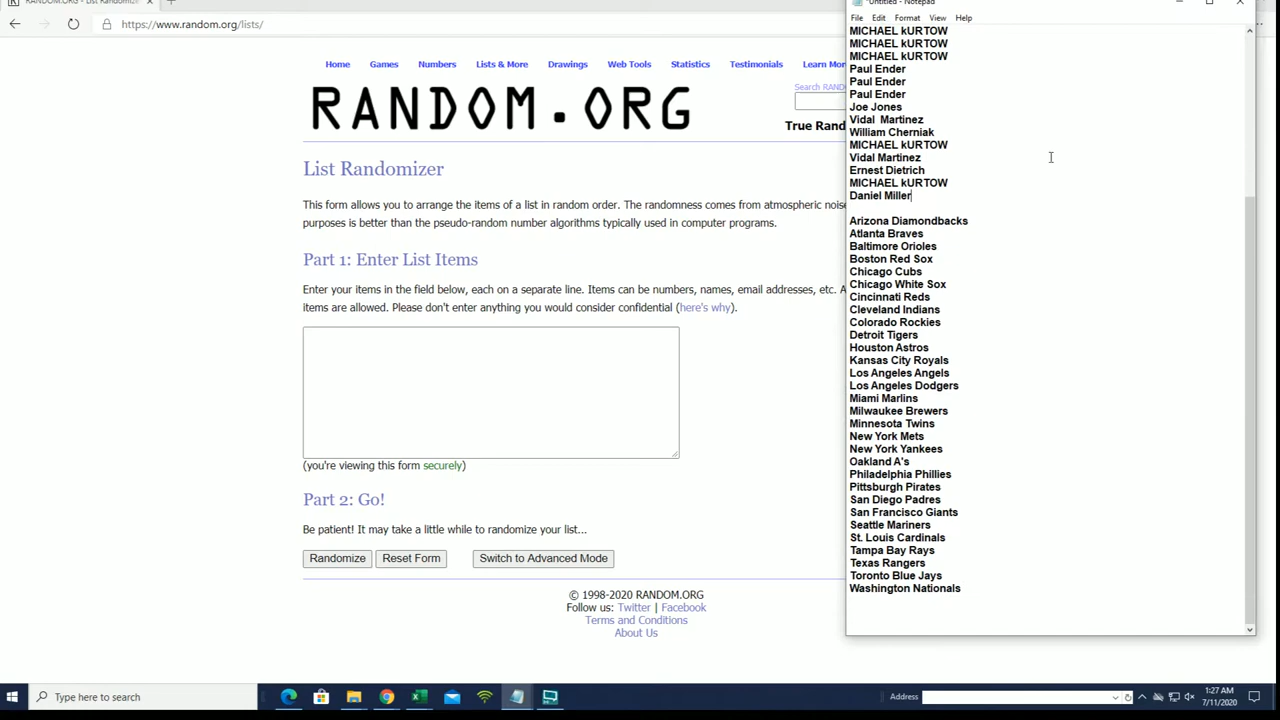 RANDOM.ORG - List Randomiz
https://www.random.org/lists/
Home Games Numbers Lists & More Drawings Web Tools Statistics Testimonials Learn Mor
Search RAND
RANDOM.ORG
True Rand
List Randomizer
This form allows you to arrange the items of a list in random order. The randomness comes from atmospheric noise
purposes is better than the pseudo-random number algorithms typically used in computer programs.
Part 1: Enter List Items
Enter your items in the field below, each on a separate line. Items can be numbers, names, email addresses, etc. A
items are allowed. Please don't enter anything you would consider confidential (here's why).
(you're viewing this form securely)
Part 2: Go!
Be patient! It may take a little while to randomize your list...
Randomize Reset Form Switch to Advanced Mode
© 1998-2020 RANDOM.ORG
Follow us: Twitter | Facebook
Terms and Conditions
About Us
*Untitled - Notepad
File Edit Format View Help
MICHAEL kURTOW
MICHAEL kURTOW
MICHAEL kURTOW
Paul Ender
Paul Ender
Paul Ender
Joe Jones
Vidal  Martinez
William Cherniak
MICHAEL kURTOW
Vidal Martinez
Ernest Dietrich
MICHAEL kURTOW
Daniel Miller
Arizona Diamondbacks
Atlanta Braves
Baltimore Orioles
Boston Red Sox
Chicago Cubs
Chicago White Sox
Cincinnati Reds
Cleveland Indians
Colorado Rockies
Detroit Tigers
Houston Astros
Kansas City Royals
Los Angeles Angels
Los Angeles Dodgers
Miami Marlins
Milwaukee Brewers
Minnesota Twins
New York Mets
New York Yankees
Oakland A's
Philadelphia Phillies
Pittsburgh Pirates
San Diego Padres
San Francisco Giants
Seattle Mariners
St. Louis Cardinals
Tampa Bay Rays
Texas Rangers
Toronto Blue Jays
Washington Nationals
Type here to search
Address
1:27 AM
7/11/2020